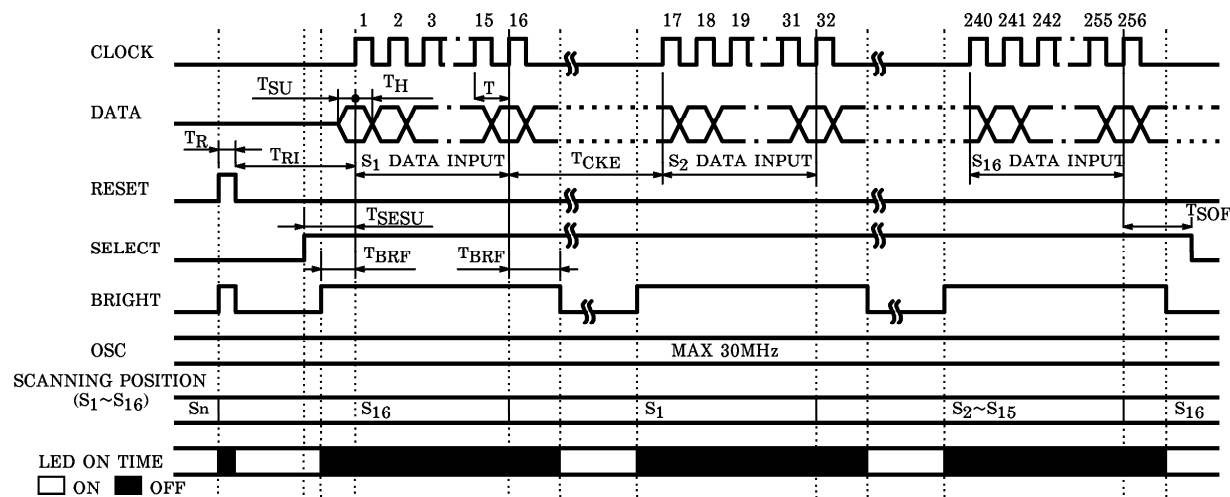 1 2 3 15 16 17 18 19 31 32 240 241 242 255 256
CLOCK
TSU TH T
DATA
TR TRI S1 DATA INPUT TCKE S2 DATA INPUT S16 DATA INPUT
RESET
TSESU TSOF
SELECT
TBRF TBRF
BRIGHT
OSC MAX 30MHz
SCANNING POSITION
(S1~S16) Sn S16 S1 S2~S15 S16
LED ON TIME
ON OFF